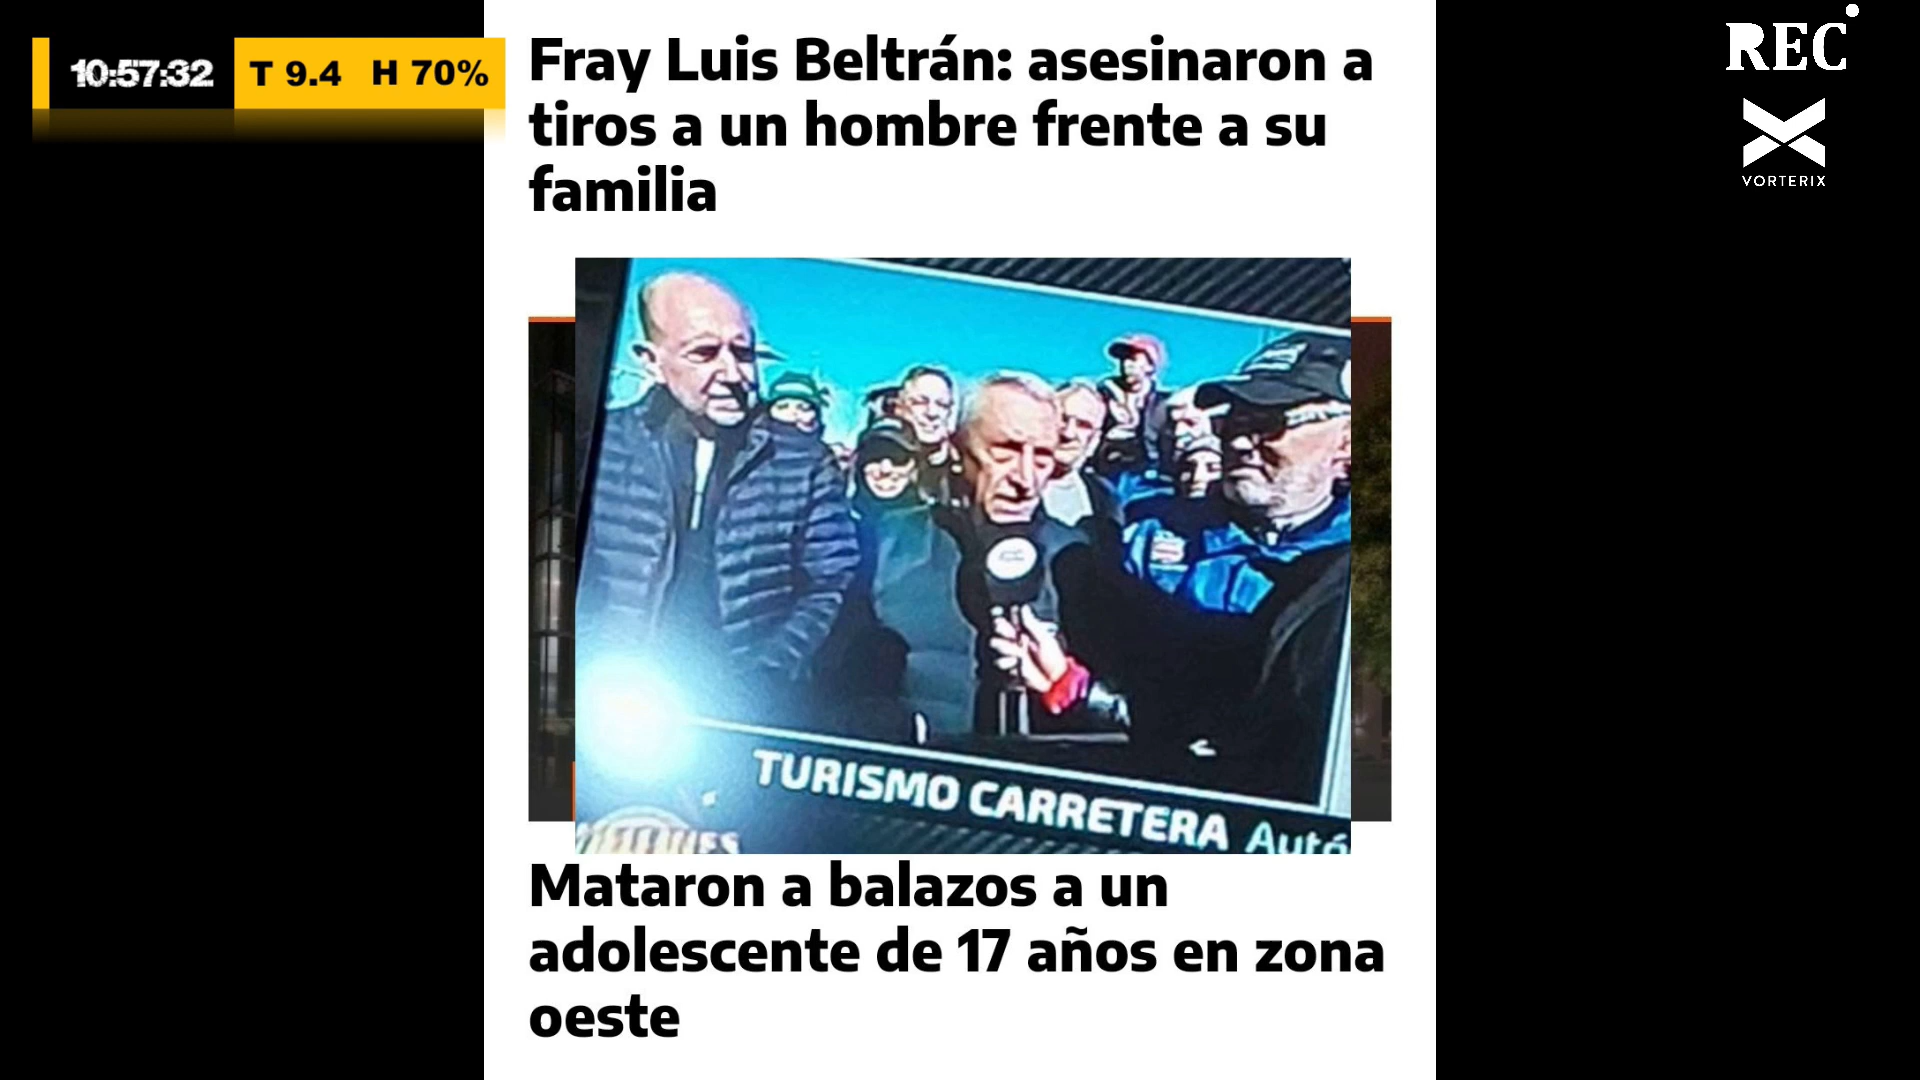 10:57:32 T 9.4 H 70%
REC
VORTERIX
Fray Luis Beltrán: asesinaron a
tiros a un hombre frente a su
familia
TURISMO CARRETERA
Mataron a balazos a un
adolescente de 17 años en zona
oeste